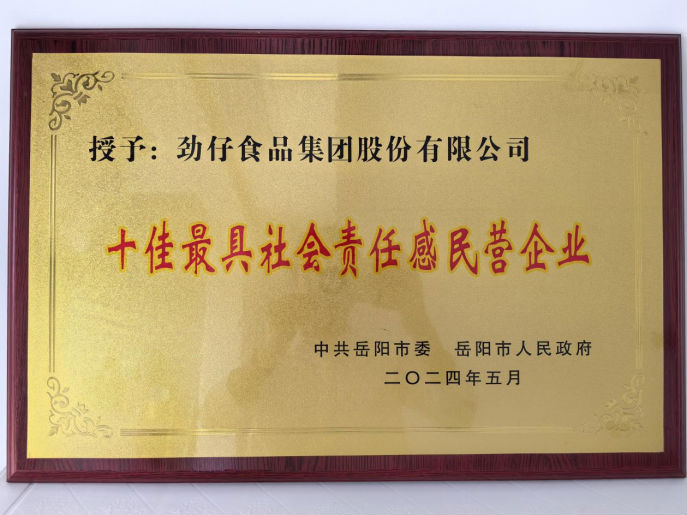 授予：劲仔食品集团股份有限公司
十佳最具社会责任感民营企业
中共岳阳市委 岳阳市人民政府
二〇二四年五月